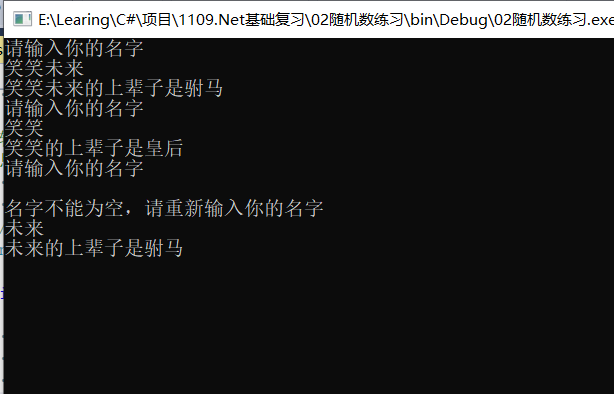 E:\Learing\C#\项目\1109.Net基础复习\02随机数练习\bin\Debug\02随机数练习.exe
请输入你的名字
笑笑未来
笑笑未来的上辈子是驸马
请输入你的名字
笑笑
笑笑的上辈子是皇后
请输入你的名字
名字不能为空，请重新输入你的名字
未来
未来的上辈子是驸马